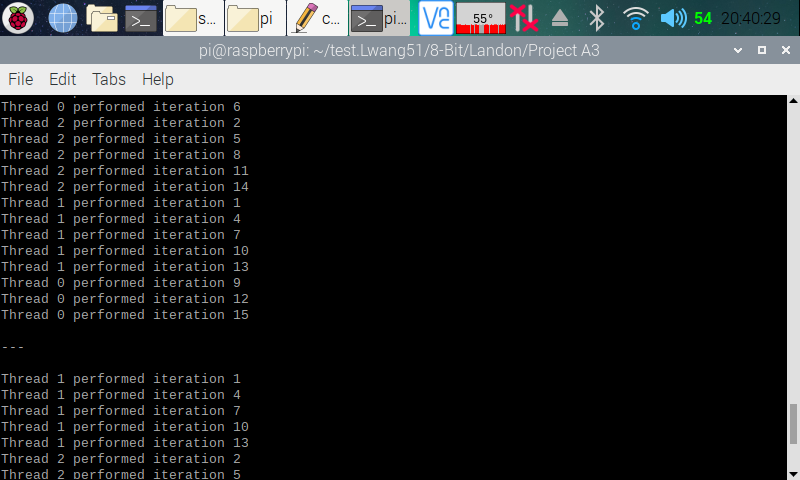 s...
pi
c...
pi...
55°
54
20:40:29
pi@raspberrypi: ~/test.Lwang51/8-Bit/Landon/Project A3
File Edit Tabs Help
Thread 0 performed iteration 6
Thread 2 performed iteration 2
Thread 2 performed iteration 5
Thread 2 performed iteration 8
Thread 2 performed iteration 11
Thread 2 performed iteration 14
Thread 1 performed iteration 1
Thread 1 performed iteration 4
Thread 1 performed iteration 7
Thread 1 performed iteration 10
Thread 1 performed iteration 13
Thread 0 performed iteration 9
Thread 0 performed iteration 12
Thread 0 performed iteration 15
---
Thread 1 performed iteration 1
Thread 1 performed iteration 4
Thread 1 performed iteration 7
Thread 1 performed iteration 10
Thread 1 performed iteration 13
Thread 2 performed iteration 2
Thread 2 performed iteration 5